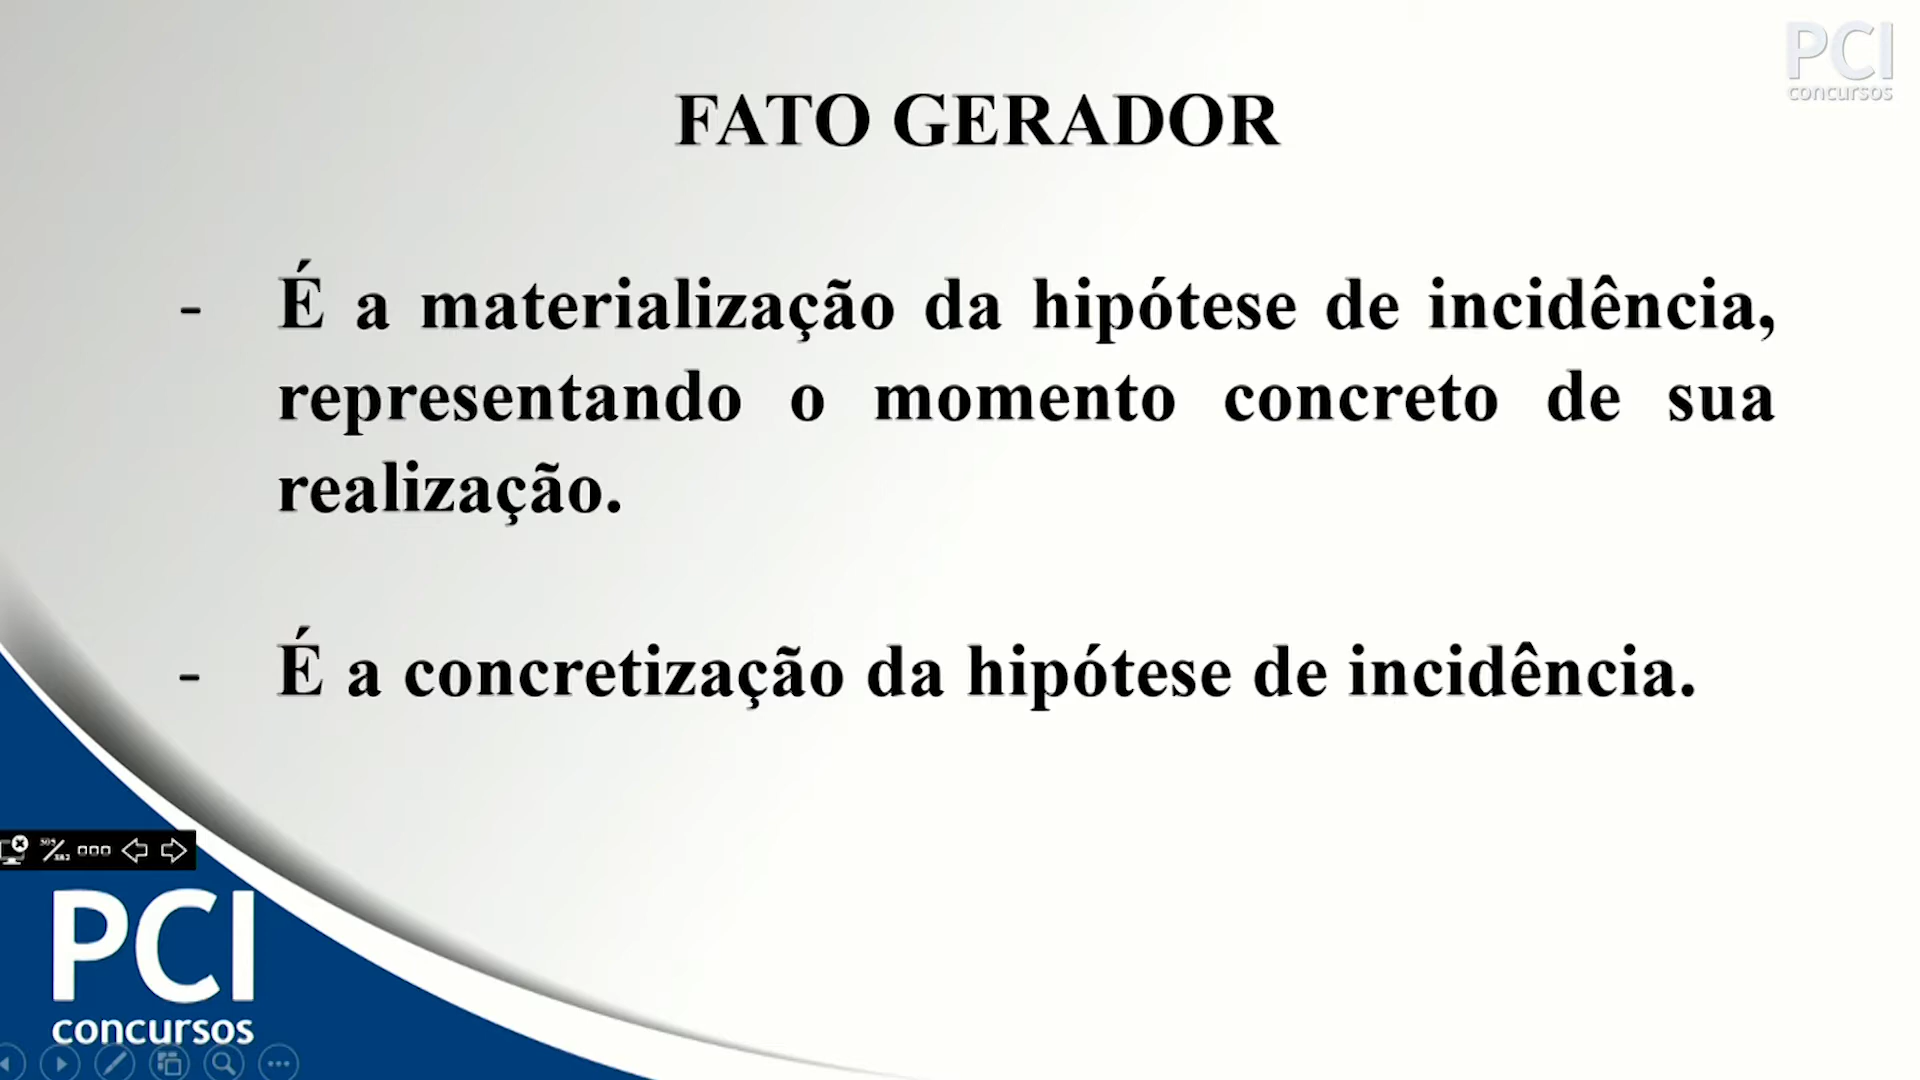 PCI
concursos
FATO GERADOR
- É a materialização da hipótese de incidência,
representando o momento concreto de sua
realização.
- É a concretização da hipótese de incidência.
PCI
concursos